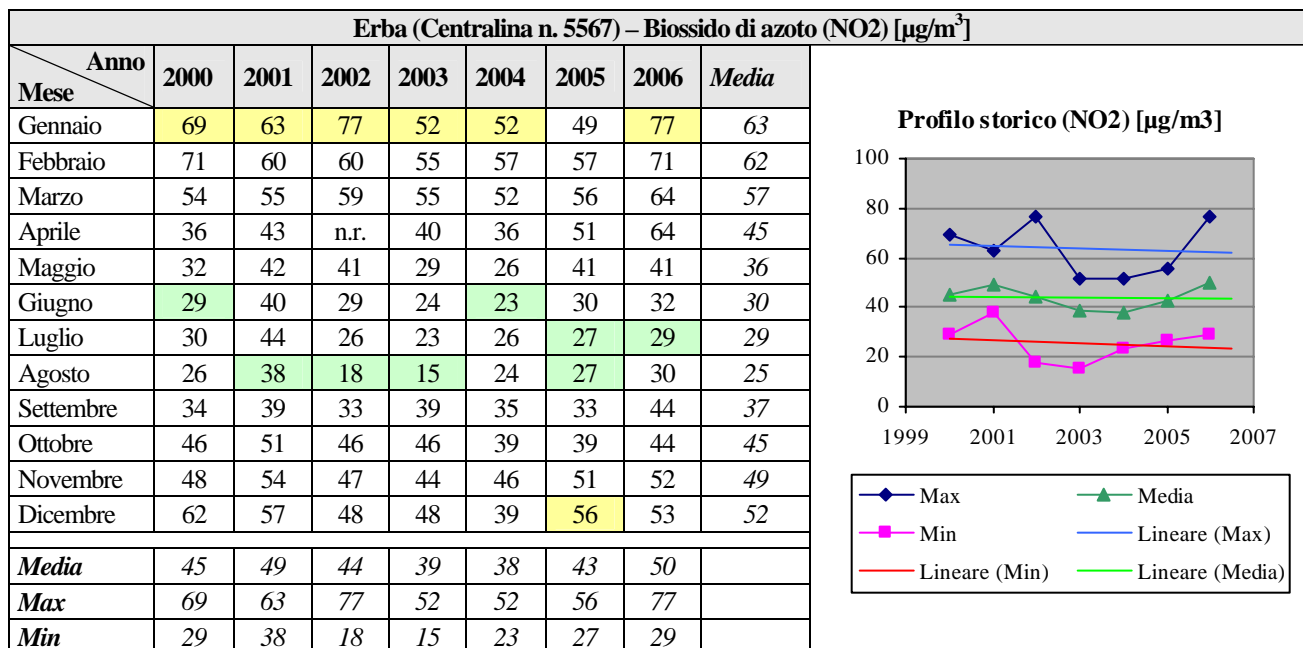 Erba (Centralina n. 5567) – Biossido di azoto (NO2) [µg/m³]
Anno
Mese 2000 2001 2002 2003 2004 2005 2006 Media
Gennaio 69 63 77 52 52 49 77 63
Febbraio 71 60 60 55 57 57 71 62
Marzo 54 55 59 55 52 56 64 57
Aprile 36 43 n.r. 40 36 51 64 45
Maggio 32 42 41 29 26 41 41 36
Giugno 29 40 29 24 23 30 32 30
Luglio 30 44 26 23 26 27 29 29
Agosto 26 38 18 15 24 27 30 25
Settembre 34 39 33 39 35 33 44 37
Ottobre 46 51 46 46 39 39 44 45
Novembre 48 54 47 44 46 51 52 49
Dicembre 62 57 48 48 39 56 53 52
Media 45 49 44 39 38 43 50
Max 69 63 77 52 52 56 77
Min 29 38 18 15 23 27 29
Profilo storico (NO2) [µg/m3]
100
80
60
40
20
0
1999 2001 2003 2005 2007
Max Media
Min Lineare (Max)
Lineare (Min) Lineare (Media)